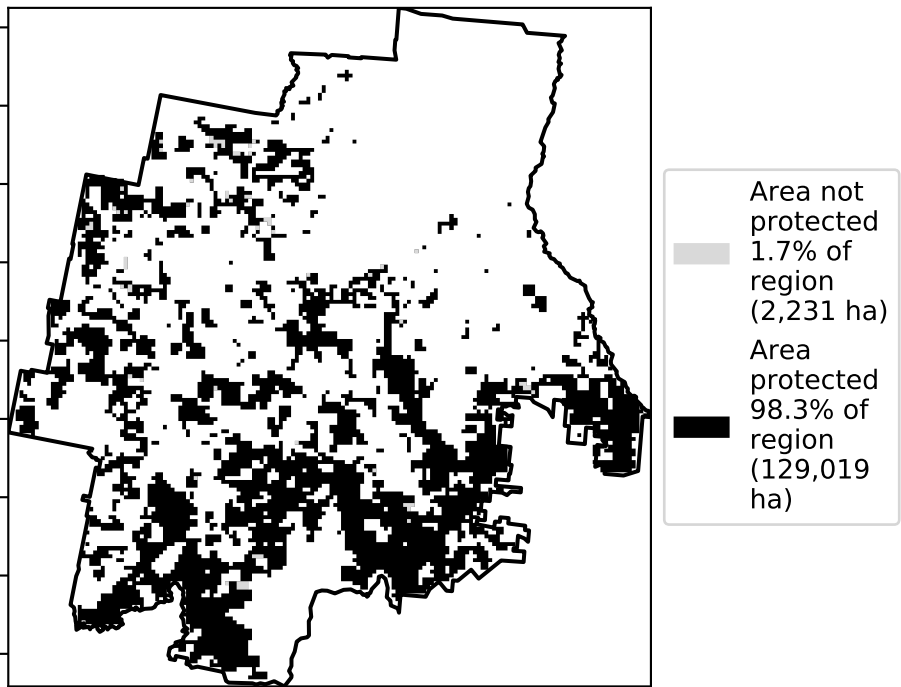 Area not
protected
1.7% of
region
(2,231 ha)
Area
protected
98.3% of
region
(129,019
ha)